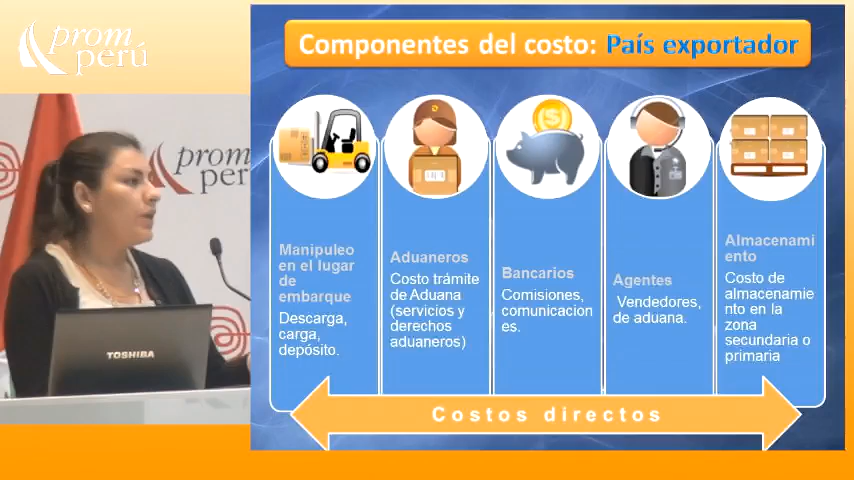 prom
perú
Componentes del costo: País exportador
prom
per
TOSHIBA
Manipuleo
en el lugar
de
embarque
Descarga,
carga,
depósito.
Aduaneros
Costo trámite
de Aduana
(servicios y
derechos
aduaneros)
Bancarios
Comisiones,
comunicacion
es.
Agentes
Vendedores,
de aduana.
Almacenami
ento
Costo de
almacenamie
nto en la
zona
secundaria o
primaria
Costos directos